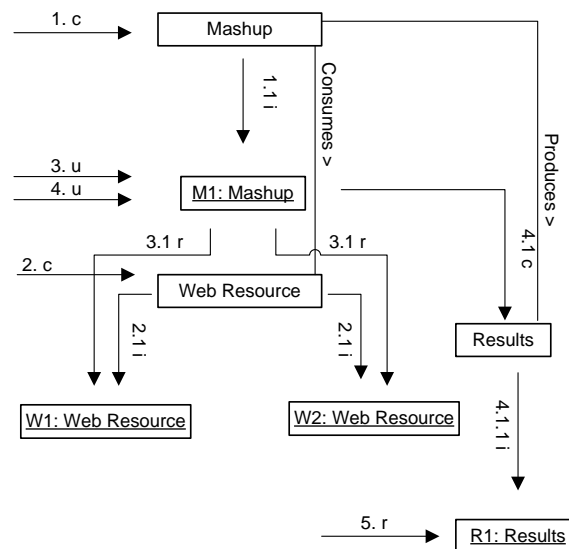 1. c
Mashup
1.1 i
Consumes >
Produces >
3. u
4. u
M1: Mashup
3.1 r
3.1 r
4.1 c
2. c
Web Resource
2.1 i
2.1 i
Results
W1: Web Resource
W2: Web Resource
4.1.1 i
5. r
R1: Results